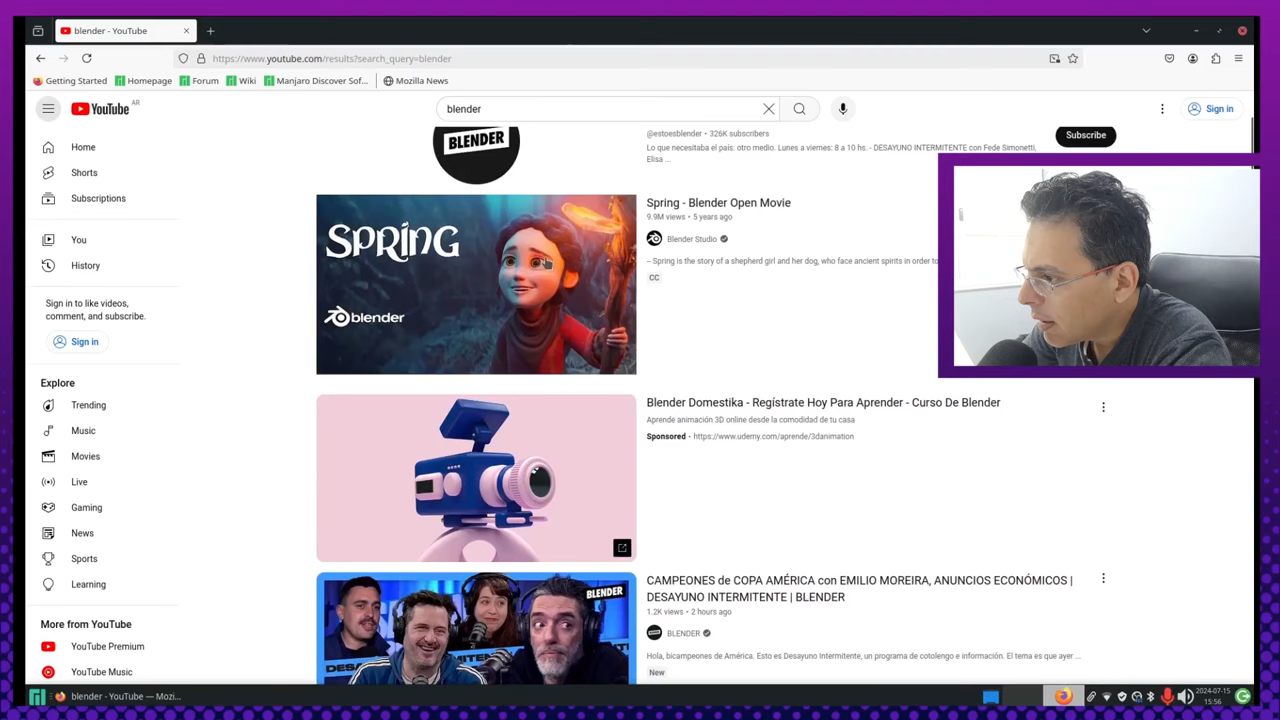 blender - YouTube
https://www.youtube.com/results?search_query=blender
Getting Started
Homepage
Forum
Wiki
Manjaro Discover Sof...
Mozilla News
YouTube
AR
blender
Sign in
Home
Shorts
Subscriptions
You
History
Sign in to like videos,
comment, and subscribe.
Sign in
Explore
Trending
Music
Movies
Live
Gaming
News
Sports
Learning
More from YouTube
YouTube Premium
YouTube Music
BLENDER
@estoesblender • 326K subscribers
Lo que necesitaba el país: otro medio. Lunes a viernes: 8 a 10 hs. - DESAYUNO INTERMITENTE con Fede Simonetti,
Elisa ...
Subscribe
SPRING
blender
Spring - Blender Open Movie
9.9M views • 5 years ago
Blender Studio
-- Spring is the story of a shepherd girl and her dog, who face ancient spirits in order to
CC
Blender Domestika - Regístrate Hoy Para Aprender - Curso De Blender
Aprende animación 3D online desde la comodidad de tu casa
Sponsored • https://www.udemy.com/aprende/3danimation
BLENDER
CAMPEONES de COPA AMÉRICA con EMILIO MOREIRA, ANUNCIOS ECONÓMICOS |
DESAYUNO INTERMITENTE | BLENDER
1.2K views • 2 hours ago
BLENDER
Hola, bicampeones de América. Esto es Desayuno Intermitente, un programa de cotolengo e información. El tema es que ayer ...
New
blender - YouTube — Mozi...
2024-07-15
15:56